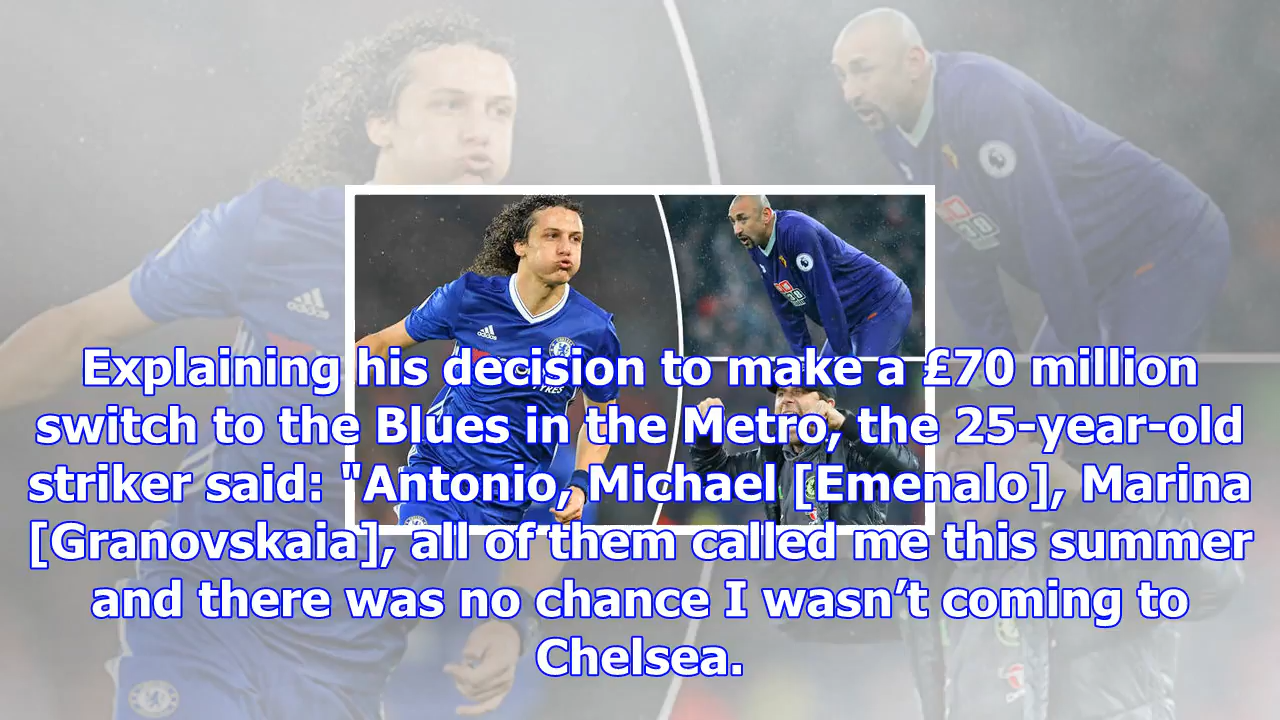 Explaining his decision to make a £70 million
switch to the Blues in the Metro, the 25-year-old
striker said: "Antonio, Michael [Emenalo], Marina
[Granovskaia], all of them called me this summer
and there was no chance I wasn’t coming to
Chelsea.
adidas